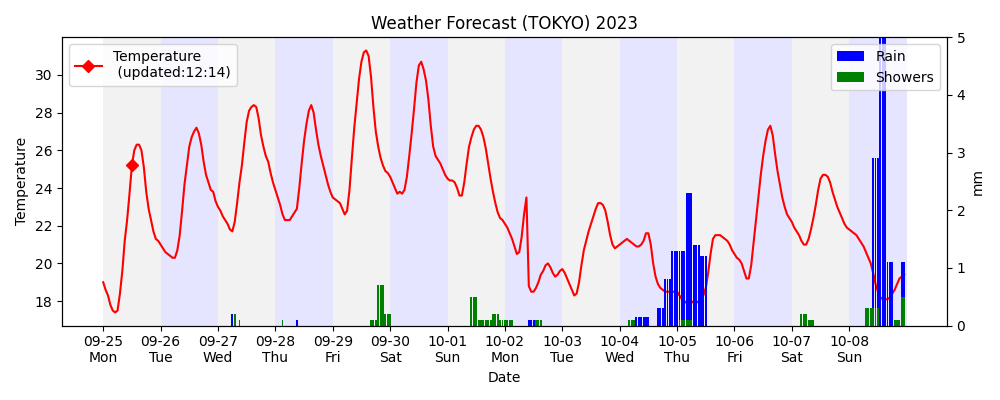 Weather Forecast (TOKYO) 2023
Temperature
(updated:12:14)
Rain
Showers
Temperature
30
28
26
24
22
20
18
5
4
3
2
1
0
mm
09-25 09-26 09-27 09-28 09-29 09-30 10-01 10-02 10-03 10-04 10-05 10-06 10-07 10-08
Mon Tue Wed Thu Fri Sat Sun Mon Tue Wed Thu Fri Sat Sun
Date